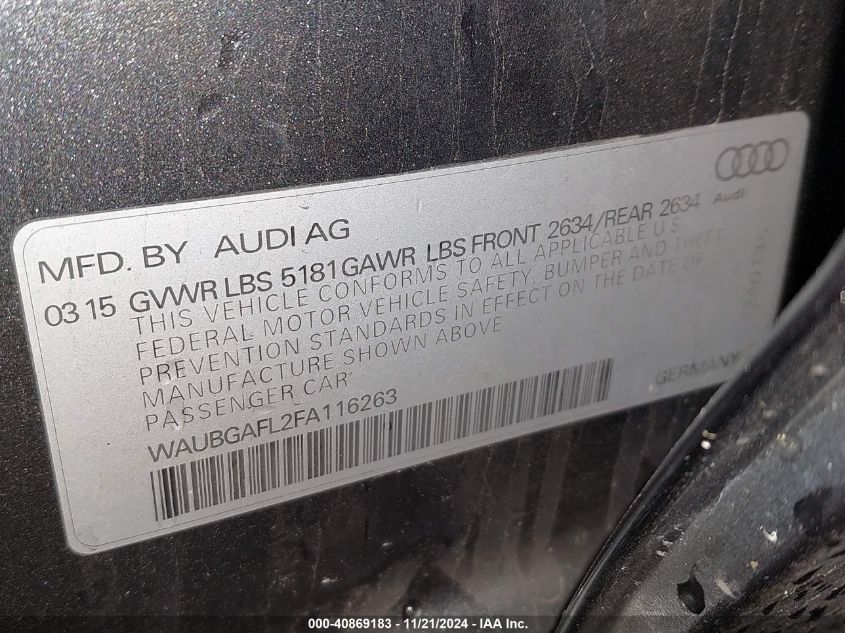 Audi
MFD. BY AUDI AG
03 15 GVWR LBS 5181 GAWR LBS FRONT 2634/REAR 2634
THIS VEHICLE CONFORMS TO ALL APPLICABLE U.S
FEDERAL MOTOR VEHICLE SAFETY, BUMPER AND THEFT
PREVENTION STANDARDS IN EFFECT ON THE DATE OF
MANUFACTURE SHOWN ABOVE
PASSENGER CAR
GERMANY
WAUBGAFL2FA116263
000-40869183 - 11/21/2024 - IAA Inc.